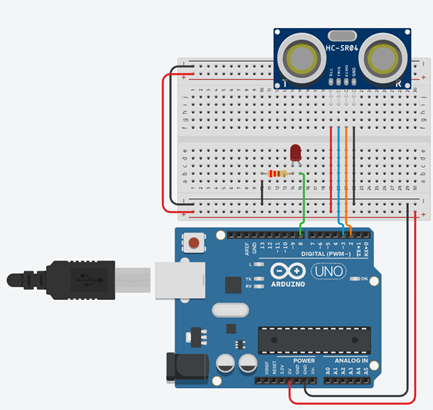 HC-SR04
VCC
TRIG
ECHO
GND
T
R
AREF
GND
13
12
~11
~10
~9
8
7
~6
~5
4
~3
2
TX→1
RX←0
DIGITAL (PWM~)
L
TX
RX
UNO
ON
ARDUINO
POWER
ANALOG IN
IOREF
RESET
3.3V
5V
GND
GND
Vin
A0
A1
A2
A3
A4
A5